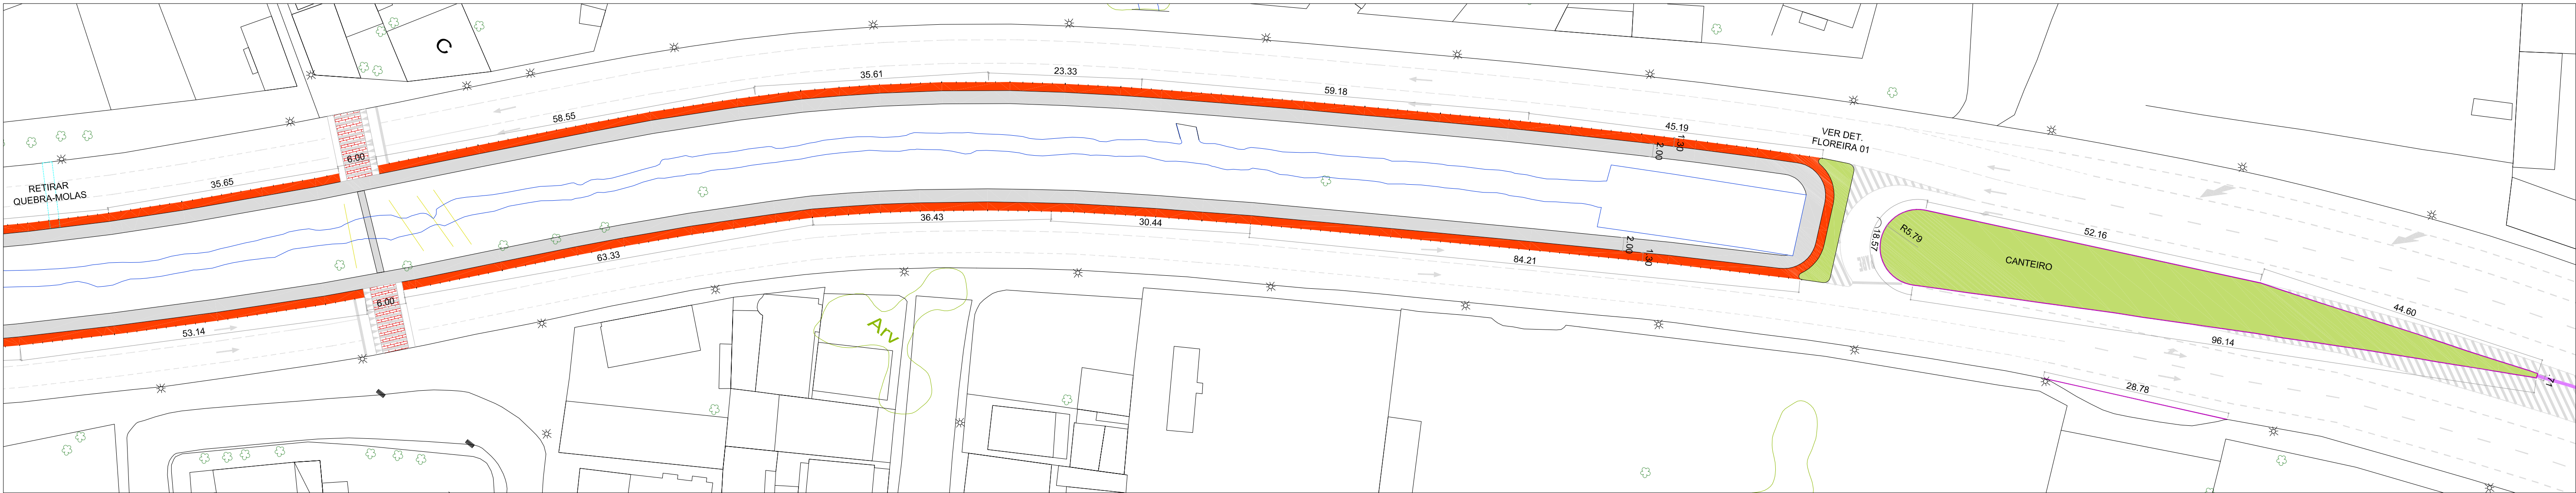 C
35.61
23.33
59.18
58.55
45.19
1.30
2.00
VER DET.
FLOREIRA 01
6.00
35.65
RETIRAR
QUEBRA-MOLAS
36.43
30.44
2.00
1.30
84.21
63.33
18.57
R5.79
52.16
CANTEIRO
44.60
96.14
.71
28.78
6.00
53.14
Arv